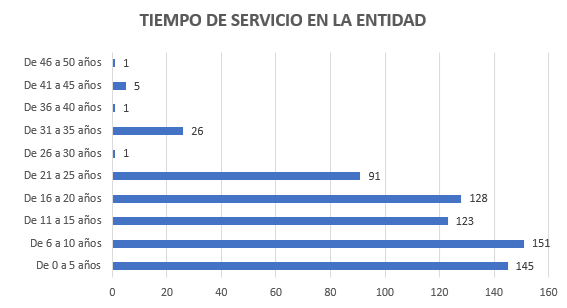 TIEMPO DE SERVICIO EN LA ENTIDAD
De 46 a 50 años 1
De 41 a 45 años 5
De 36 a 40 años 1
De 31 a 35 años 26
De 26 a 30 años 1
De 21 a 25 años 91
De 16 a 20 años 128
De 11 a 15 años 123
De 6 a 10 años 151
De 0 a 5 años 145
0 20 40 60 80 100 120 140 160